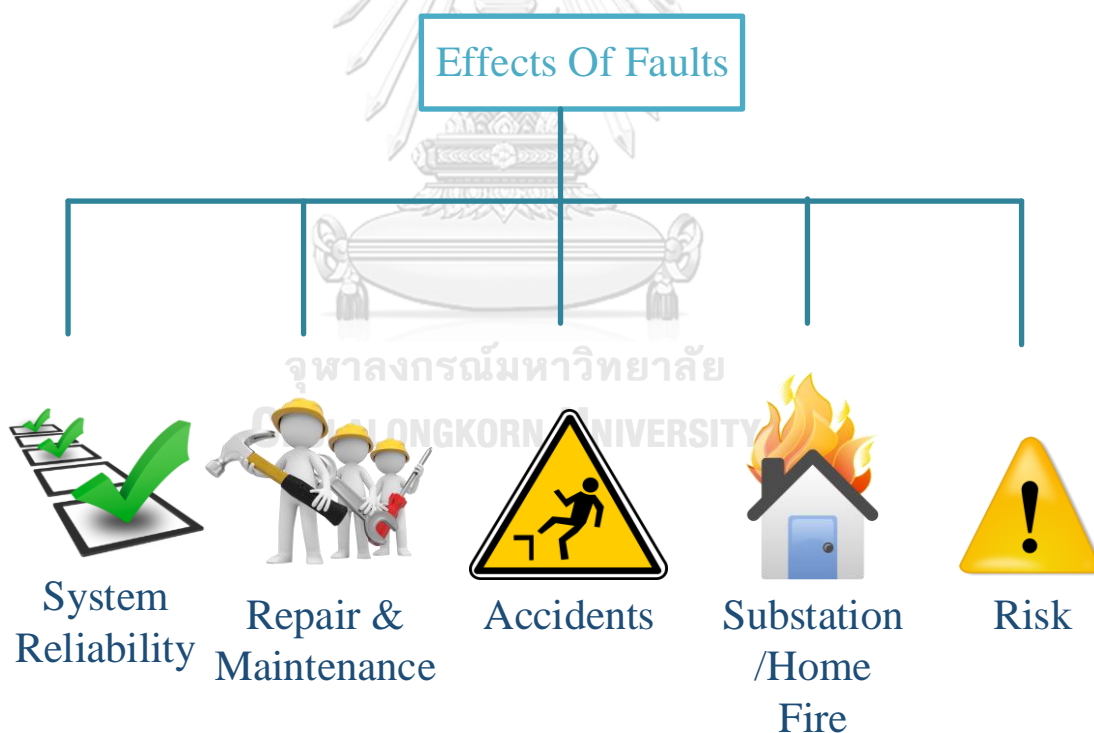 Effects Of Faults
จุฬาลงกรณ์มหาวิทยาลัย
UNIVERSITY
System
Reliability
Repair &
Maintenance
Accidents
Substation
/Home
Fire
Risk